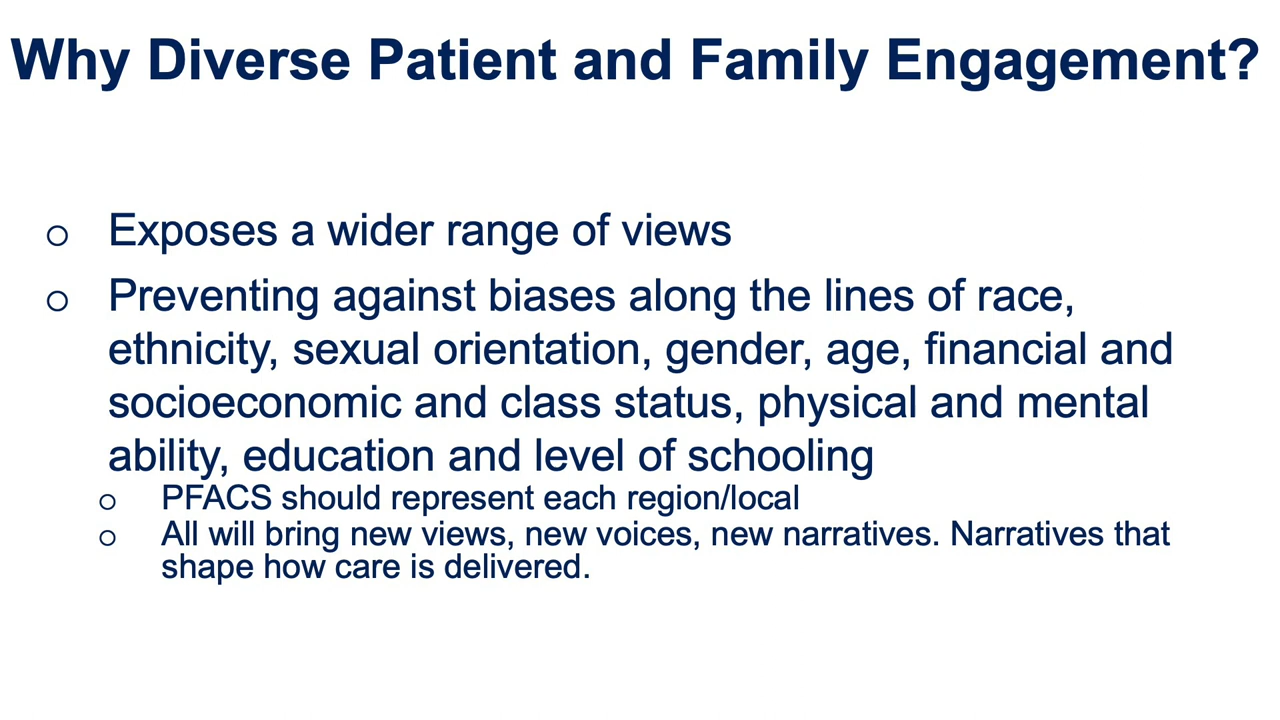 Why Diverse Patient and Family Engagement?
○ Exposes a wider range of views
○ Preventing against biases along the lines of race,
ethnicity, sexual orientation, gender, age, financial and
socioeconomic and class status, physical and mental
ability, education and level of schooling
○ PFACS should represent each region/local
○ All will bring new views, new voices, new narratives. Narratives that
shape how care is delivered.